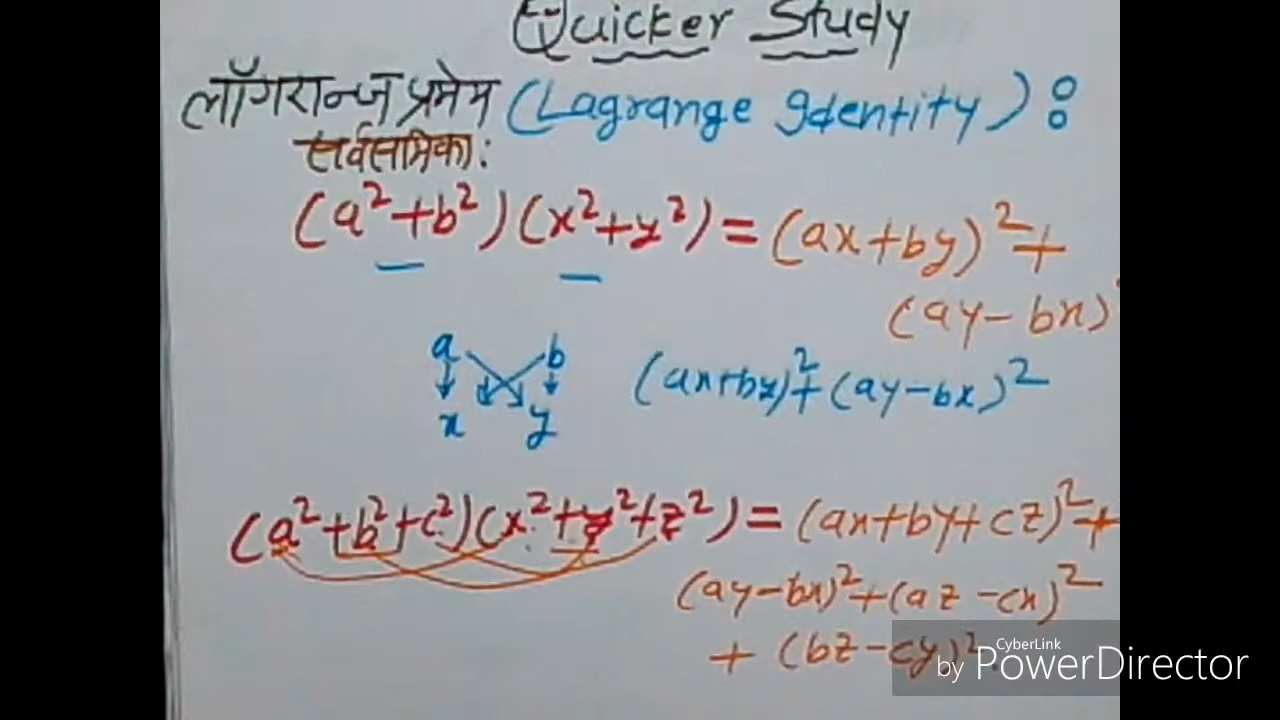 Quicker Study
लॉगरान्ज प्रमेय (Lagrange Identity) :
सर्वसमिका :
(a²+b²)(x²+y²) = (ax+by)²+
(ay-bx)
a b
x y
(ax+by)²+(ay-bx)²
(a²+b²+c²)(x²+y²+z²) = (ax+by+cz)²+
(ay-bx)²+(az-cx)²
+ (bz-cy)²
CyberLink
by PowerDirector